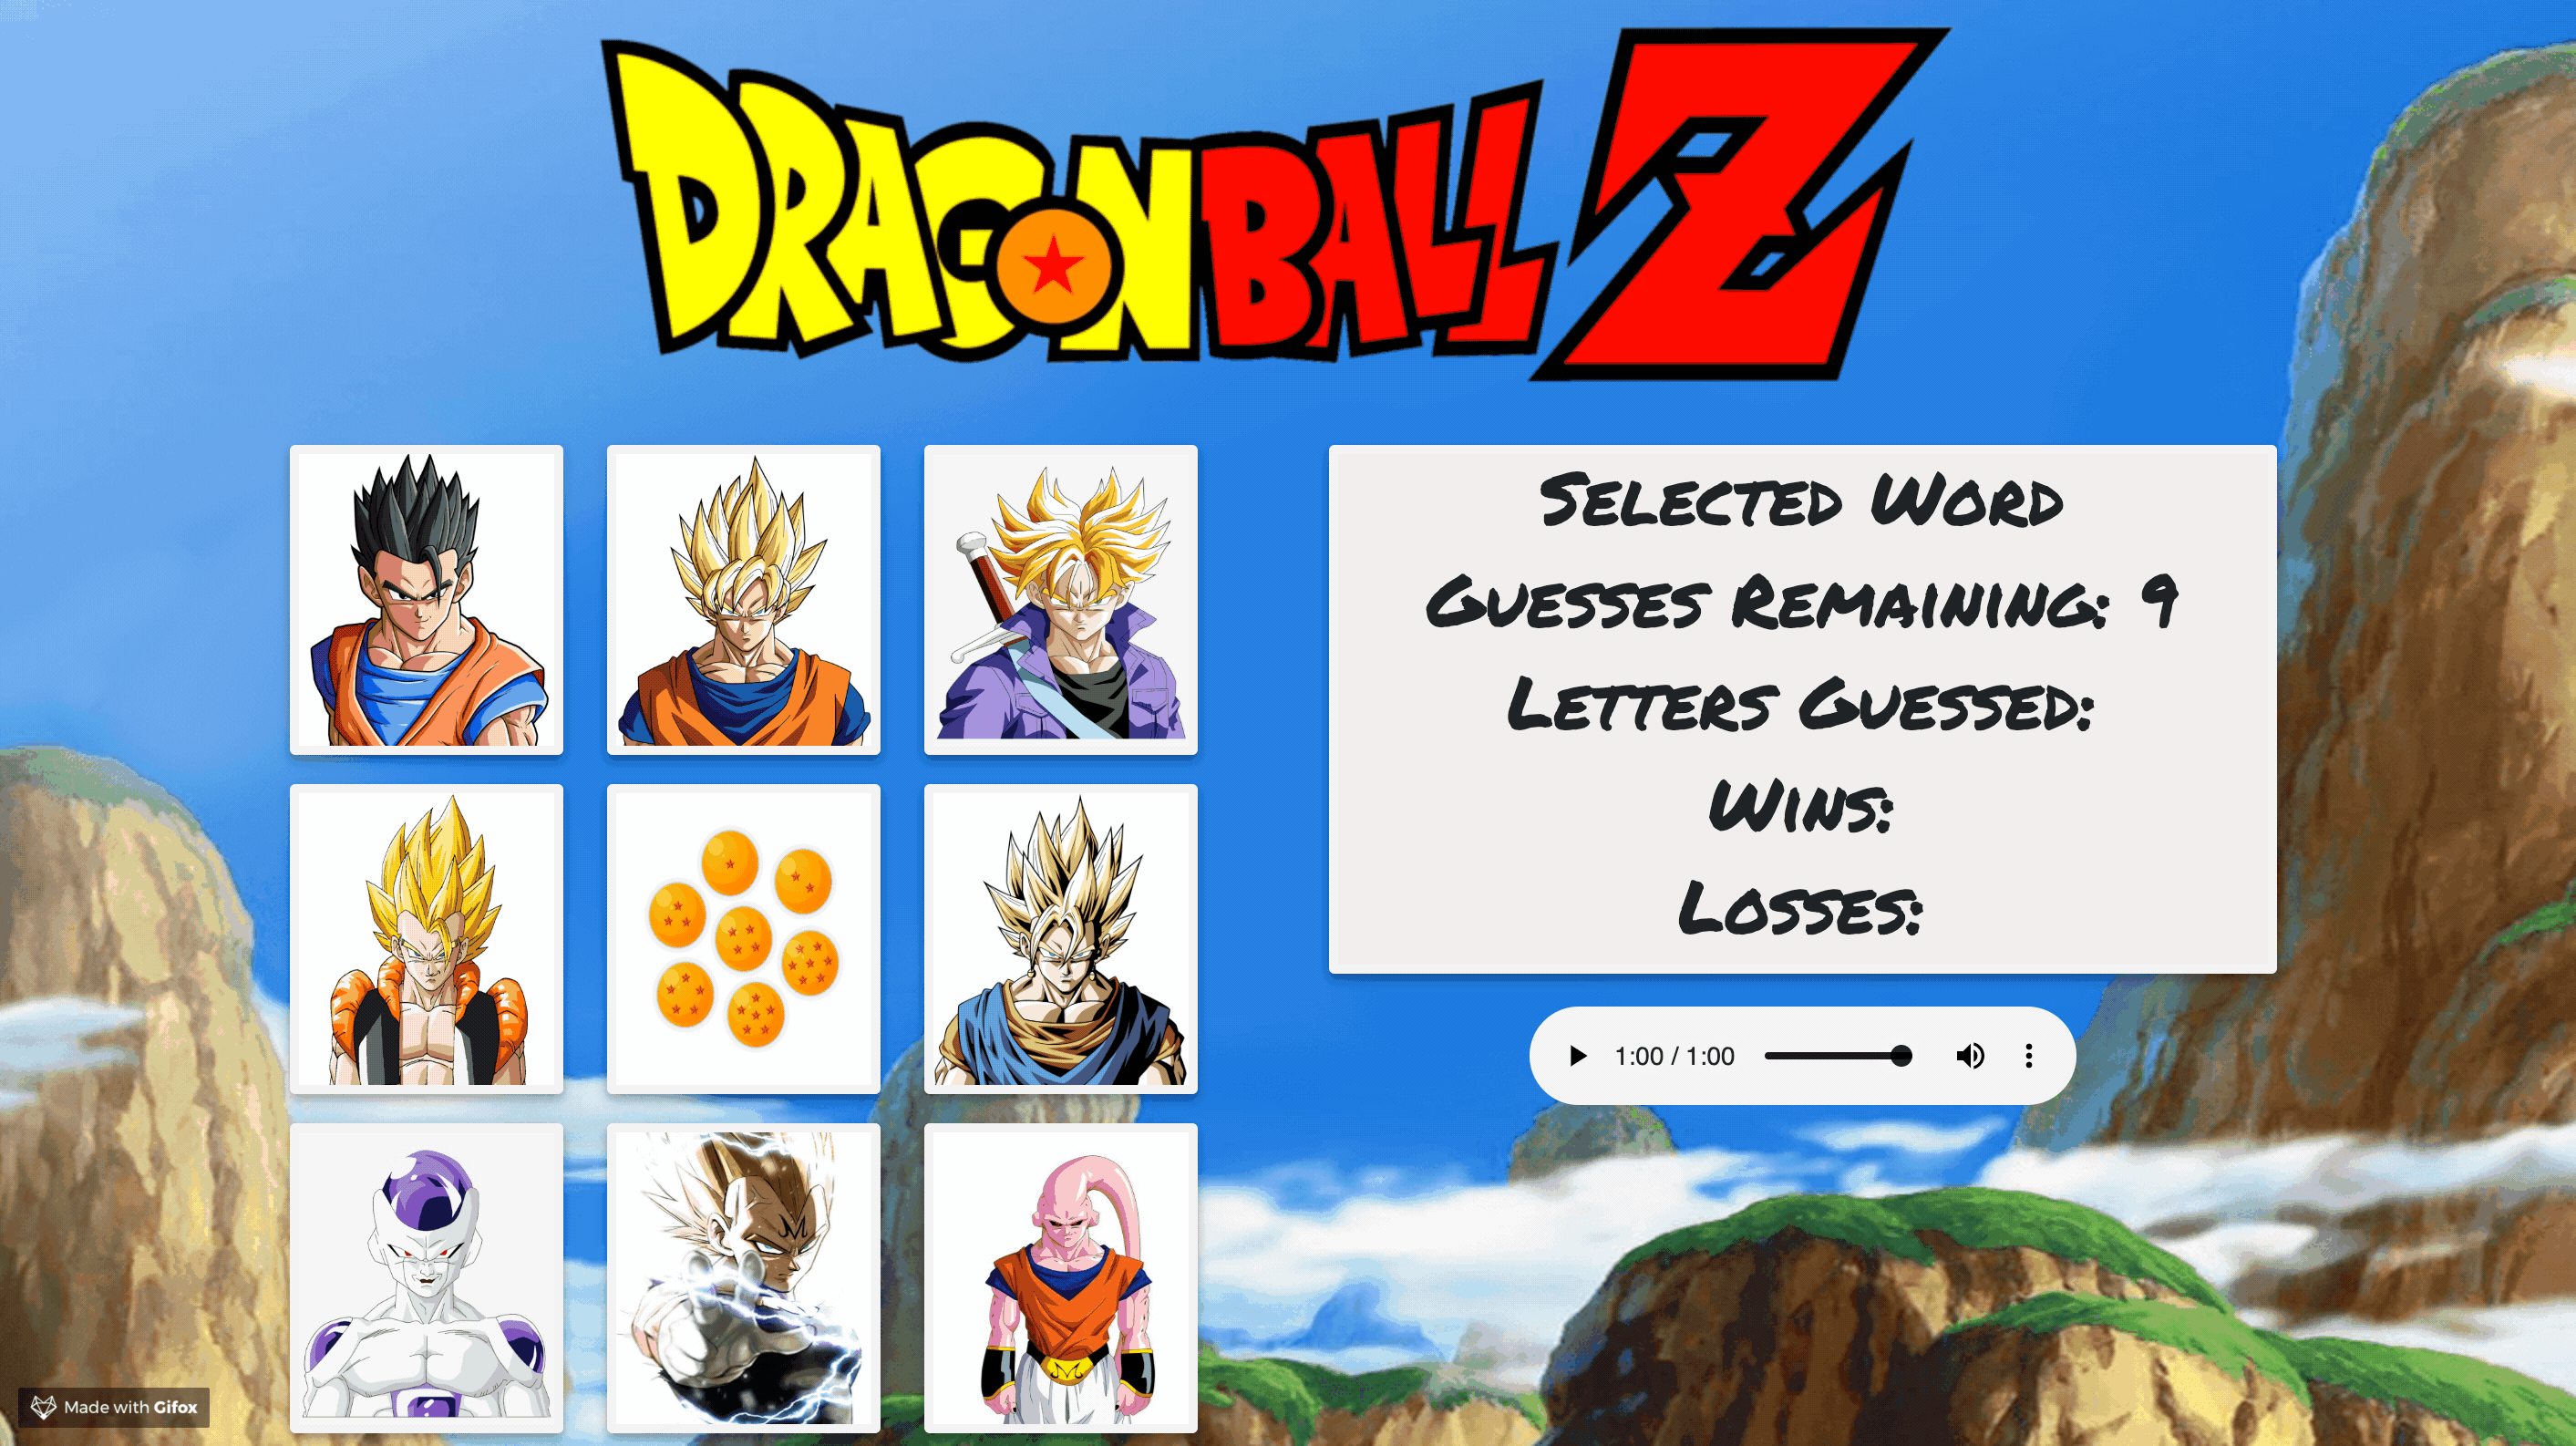 DRAGONBALL Z
Selected Word
Guesses Remaining: 9
Letters Guessed:
Wins:
Losses:
1:00 / 1:00
M
M
Made with Gifox